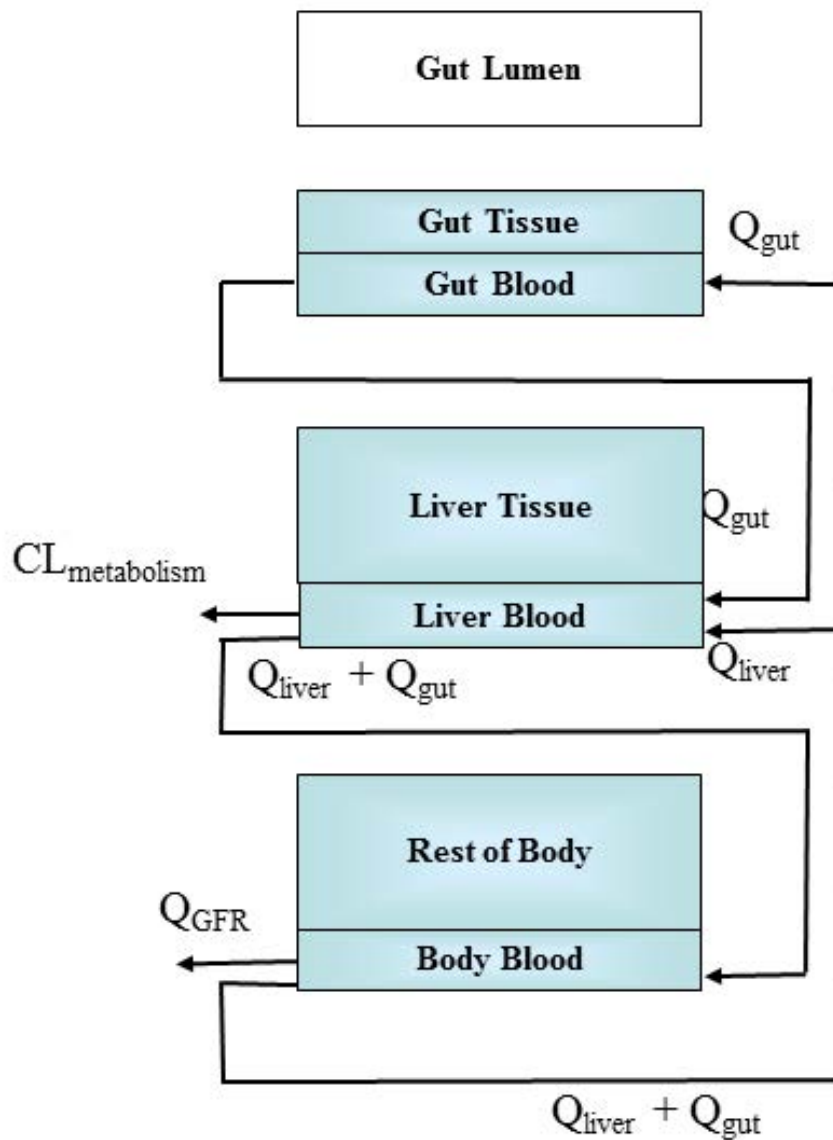 Gut Lumen
Gut Tissue
Q_gut
Gut Blood
Liver Tissue
Q_gut
CL_metabolism
Liver Blood
Q_liver + Q_gut
Q_liver
Rest of Body
Q_GFR
Body Blood
Q_liver + Q_gut